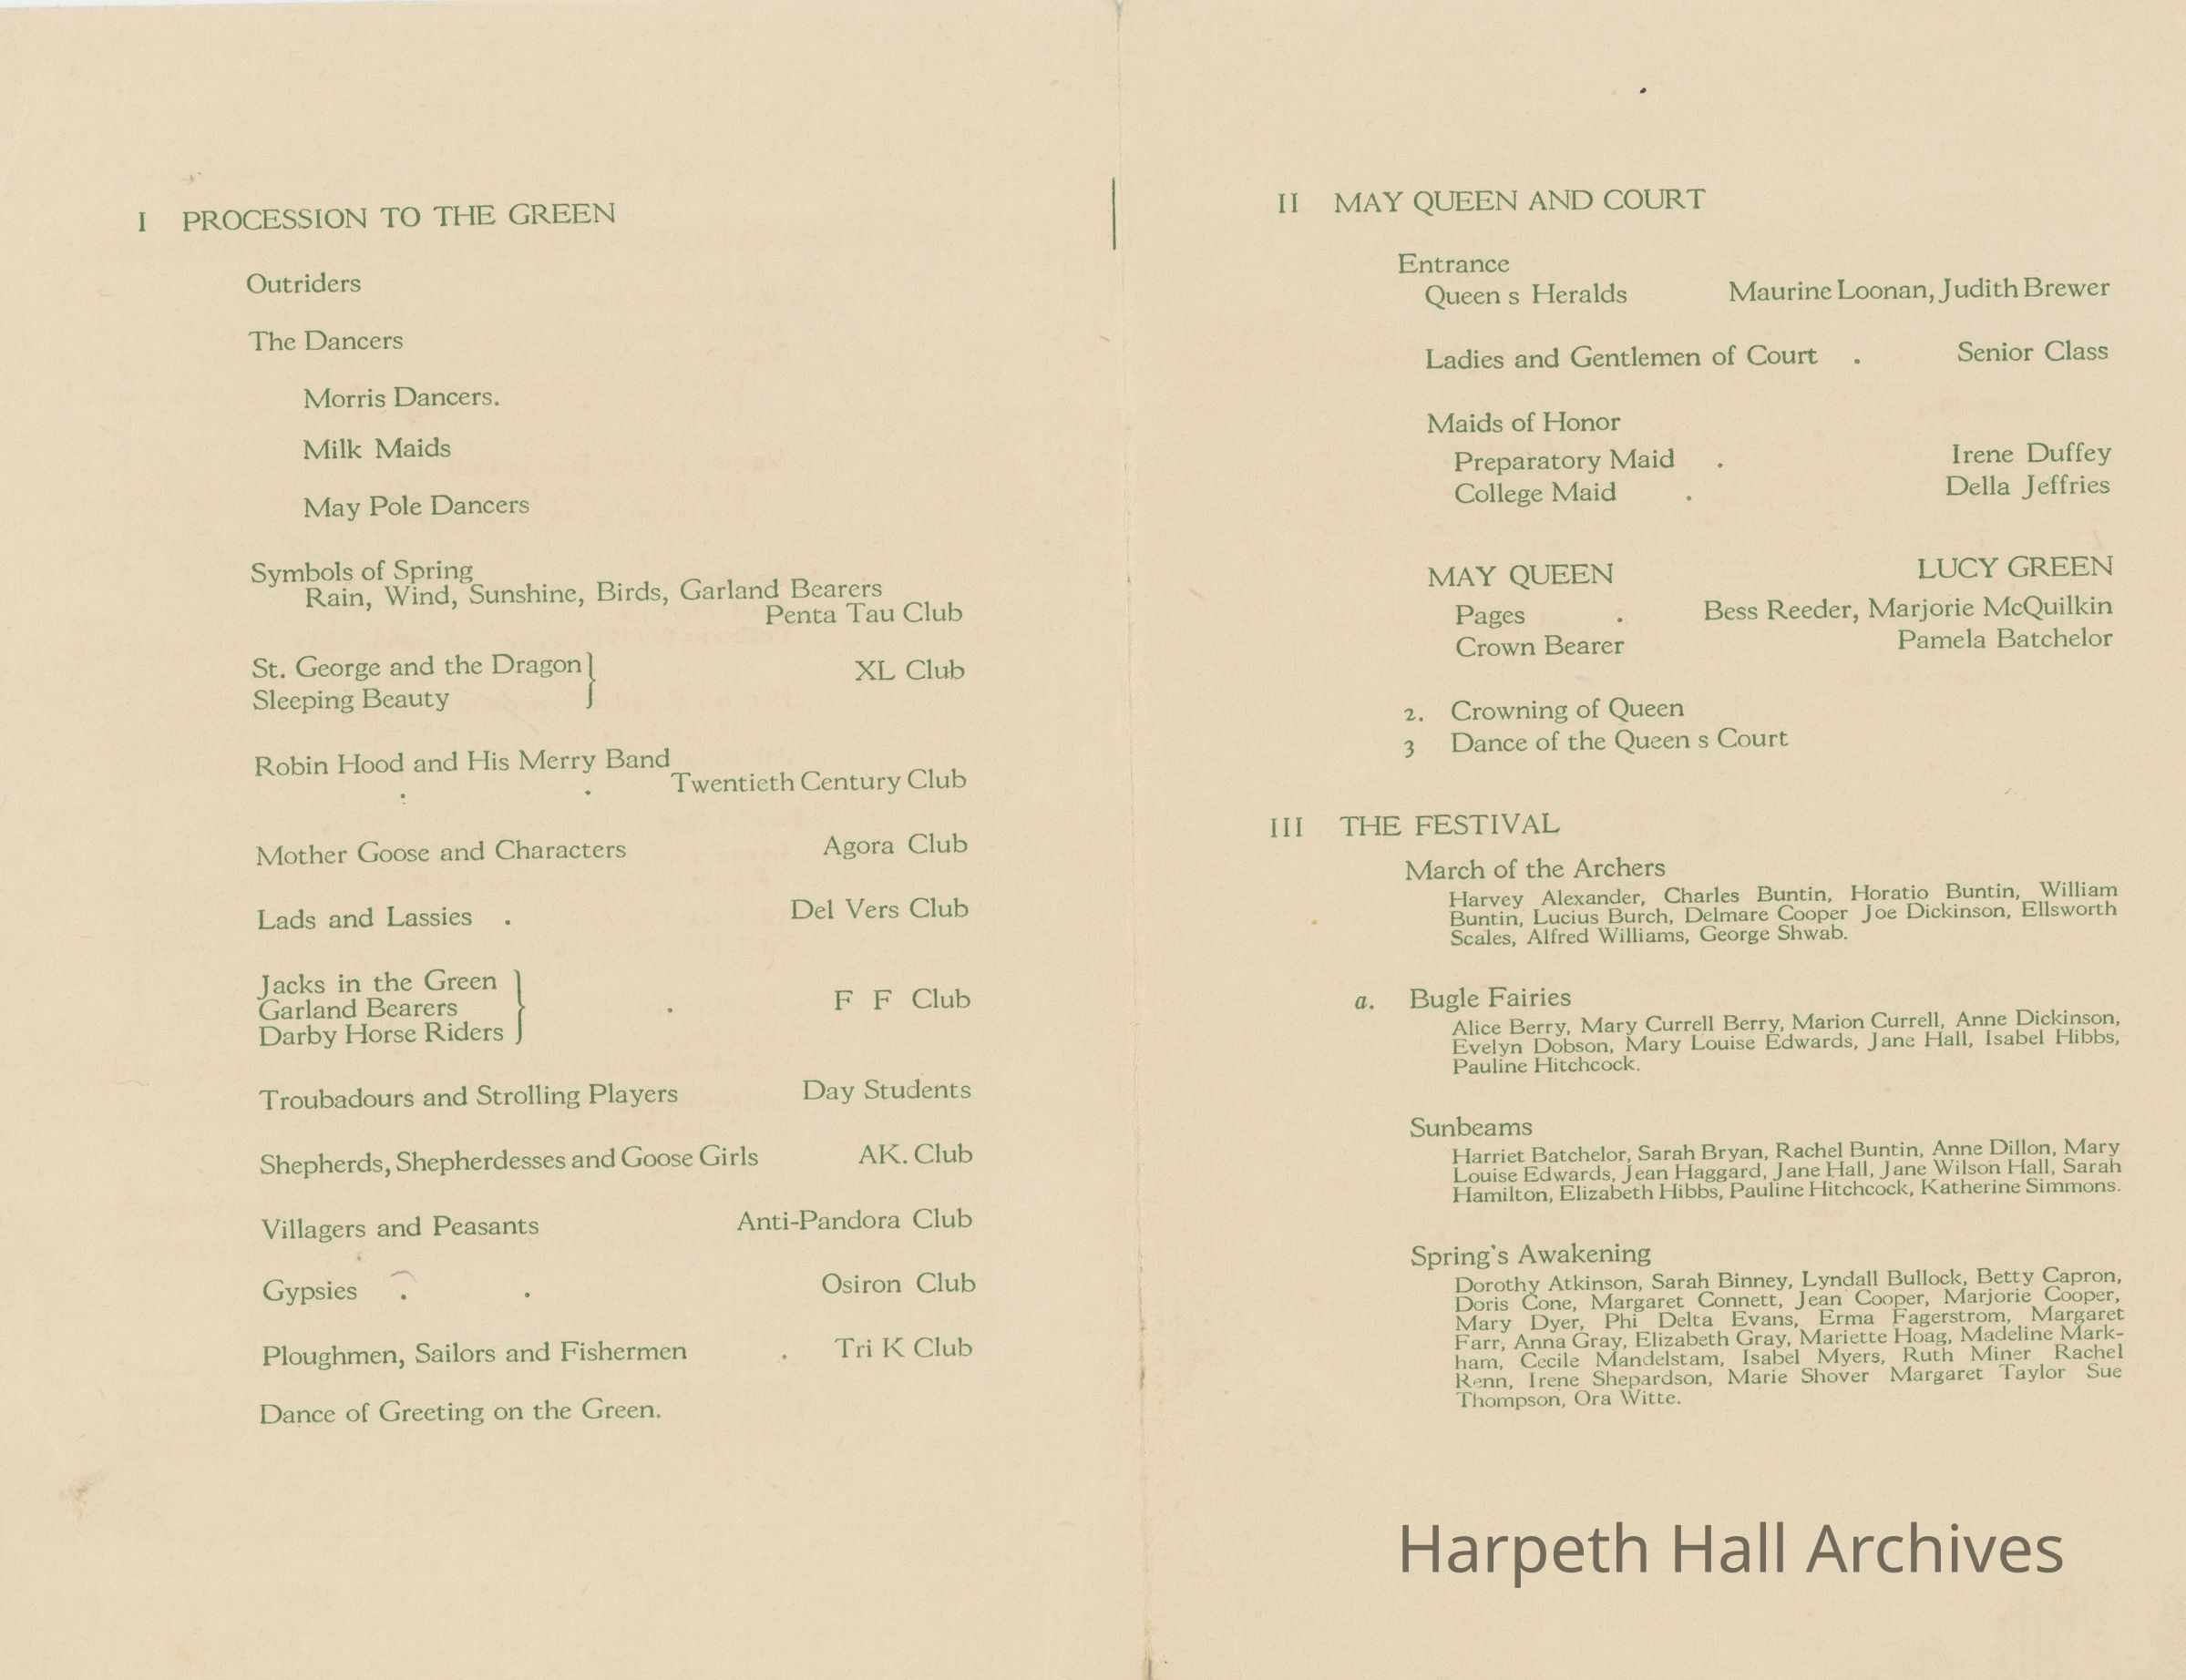 I PROCESSION TO THE GREEN
Outriders
The Dancers
Morris Dancers.
Milk Maids
May Pole Dancers
Symbols of Spring
Rain, Wind, Sunshine, Birds, Garland Bearers
Penta Tau Club
St. George and the Dragon } XL Club
Sleeping Beauty
Robin Hood and His Merry Band
Twentieth Century Club
Mother Goose and Characters Agora Club
Lads and Lassies . Del Vers Club
Jacks in the Green
Garland Bearers } . F F Club
Darby Horse Riders
Troubadours and Strolling Players Day Students
Shepherds, Shepherdesses and Goose Girls AK. Club
Villagers and Peasants Anti-Pandora Club
Gypsies . . Osiron Club
Ploughmen, Sailors and Fishermen . Tri K Club
Dance of Greeting on the Green.
II MAY QUEEN AND COURT
Entrance
Queen s Heralds Maurine Loonan, Judith Brewer
Ladies and Gentlemen of Court . Senior Class
Maids of Honor
Preparatory Maid . Irene Duffey
College Maid . Della Jeffries
MAY QUEEN LUCY GREEN
Pages . Bess Reeder, Marjorie McQuilkin
Crown Bearer Pamela Batchelor
2. Crowning of Queen
3 Dance of the Queen s Court
III THE FESTIVAL
March of the Archers
Harvey Alexander, Charles Buntin, Horatio Buntin, William
Buntin, Lucius Burch, Delmare Cooper Joe Dickinson, Ellsworth
Scales, Alfred Williams, George Shwab.
a. Bugle Fairies
Alice Berry, Mary Currell Berry, Marion Currell, Anne Dickinson,
Evelyn Dobson, Mary Louise Edwards, Jane Hall, Isabel Hibbs,
Pauline Hitchcock.
Sunbeams
Harriet Batchelor, Sarah Bryan, Rachel Buntin, Anne Dillon, Mary
Louise Edwards, Jean Haggard, Jane Hall, Jane Wilson Hall, Sarah
Hamilton, Elizabeth Hibbs, Pauline Hitchcock, Katherine Simmons.
Spring's Awakening
Dorothy Atkinson, Sarah Binney, Lyndall Bullock, Betty Capron,
Doris Cone, Margaret Connett, Jean Cooper, Marjorie Cooper,
Mary Dyer, Phi Delta Evans, Erma Fagerstrom, Margaret
Farr, Anna Gray, Elizabeth Gray, Mariette Hoag, Madeline Mark-
ham, Cecile Mandelstam, Isabel Myers, Ruth Miner Rachel
Renn, Irene Shepardson, Marie Shover Margaret Taylor Sue
Thompson, Ora Witte.
Harpeth Hall Archives